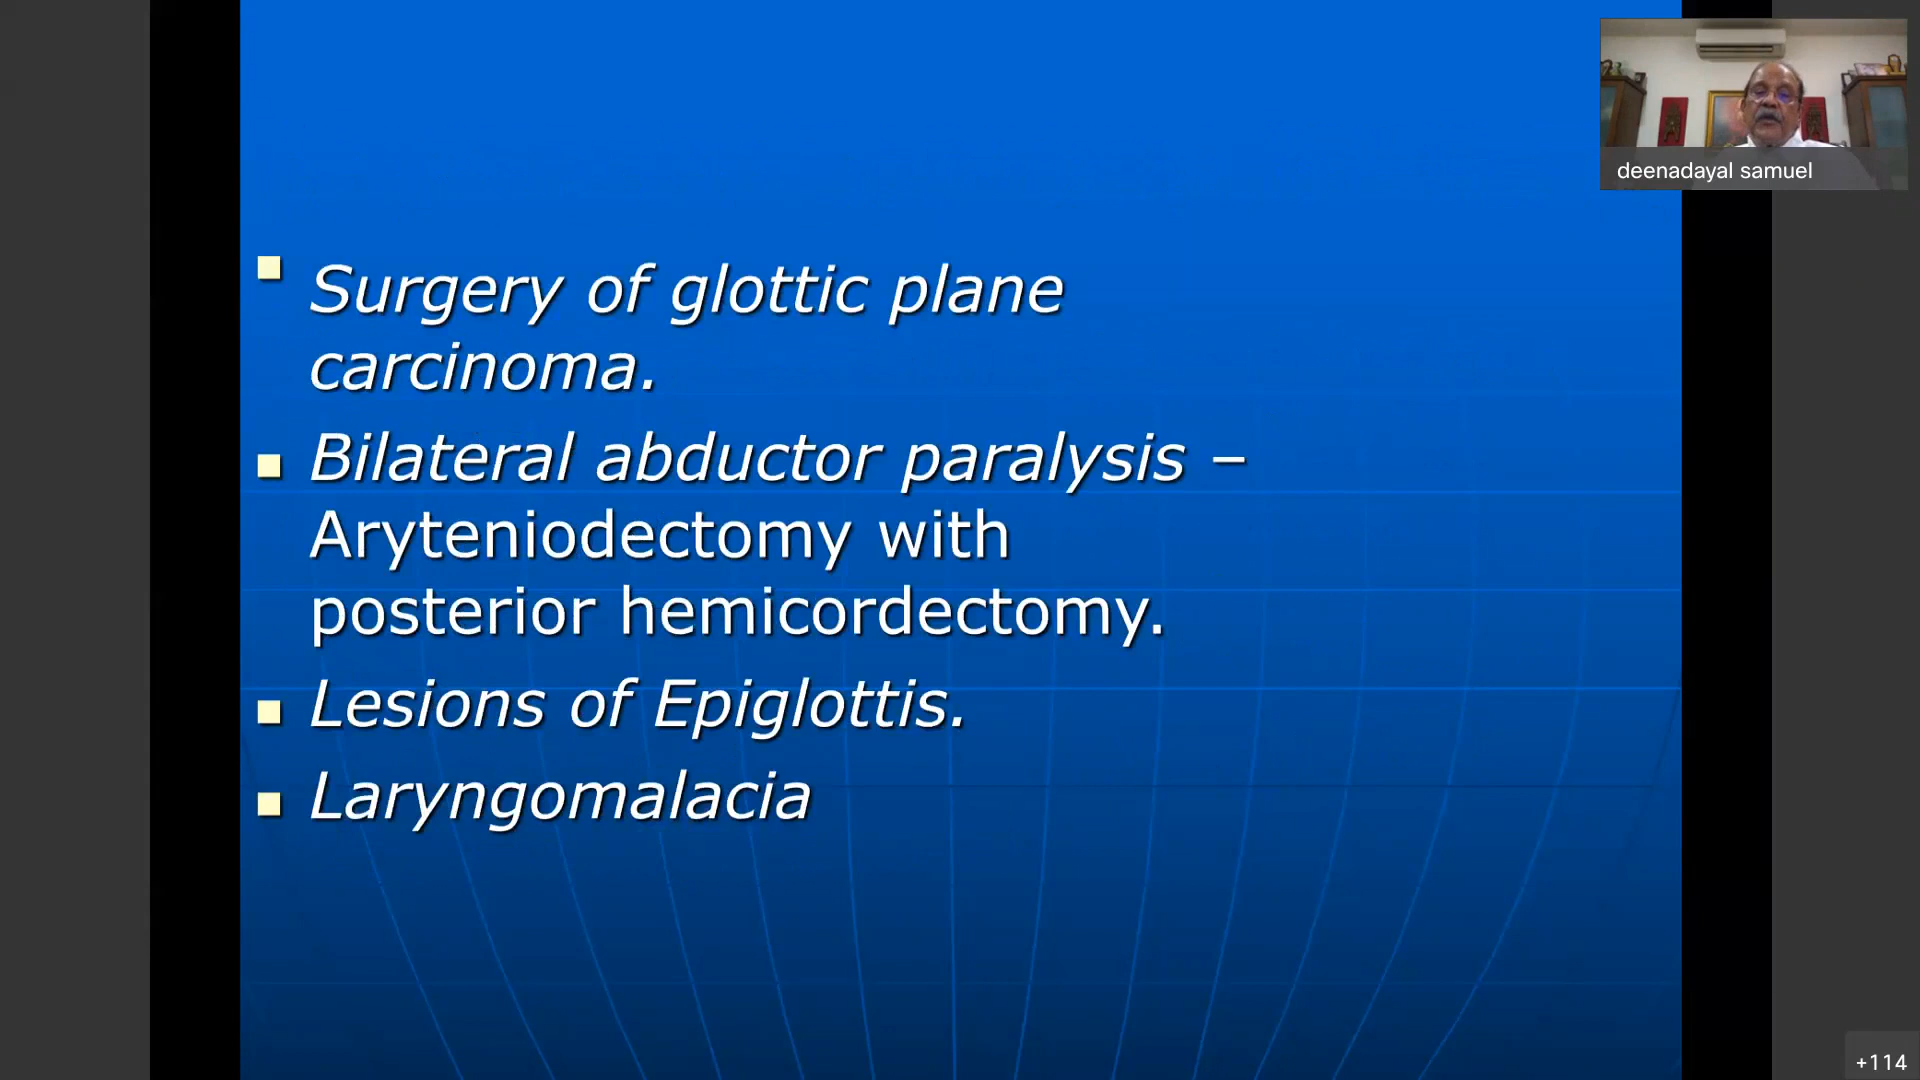 deenadayal samuel
Surgery of glottic plane
carcinoma.
Bilateral abductor paralysis –
Aryteniodectomy with
posterior hemicordectomy.
Lesions of Epiglottis.
Laryngomalacia
+114